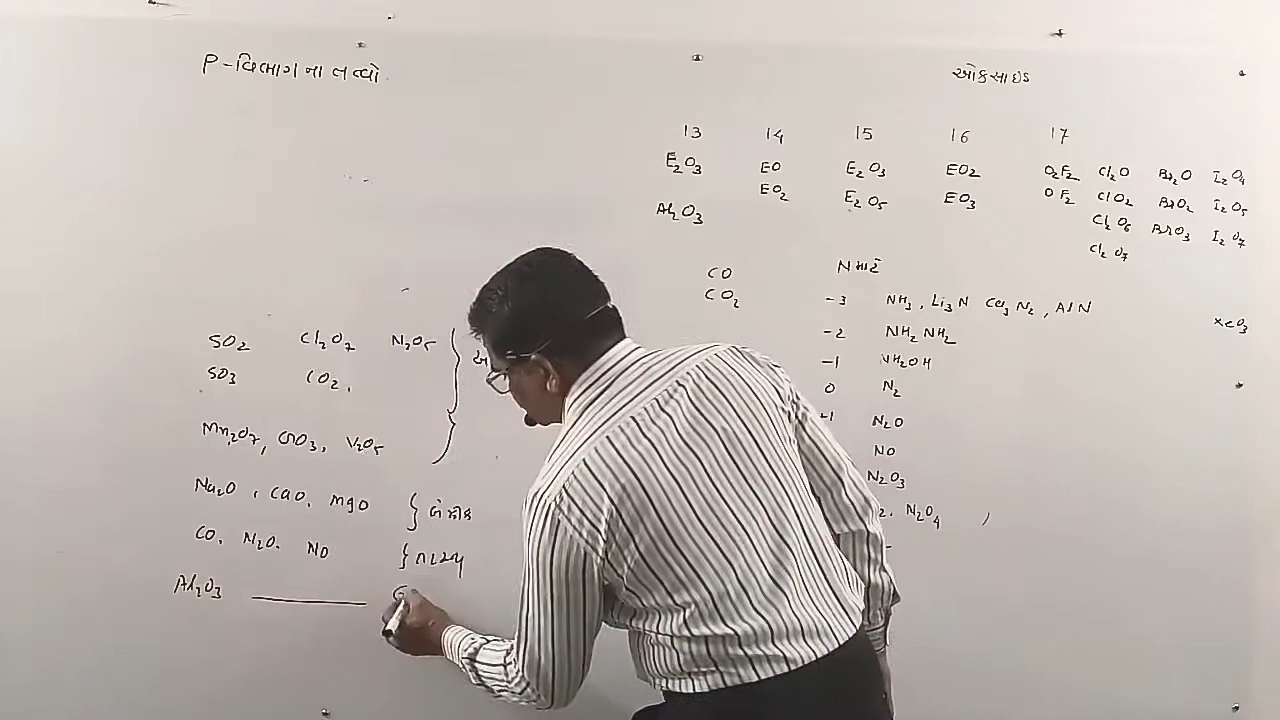 P-વિભાગ ના તત્વો
ઓકસાઇડ
13 14 15 16 17
E₂O₃ EO E₂O₃ EO₂ O₂F₂ Cl₂O Br₂O I₂O₄
EO₂ E₂O₅ EO₃ OF₂ ClO₂ BrO₂ I₂O₅
Al₂O₃ Cl₂O₆ BrO₃ I₂O₇
Cl₂O₇
CO N માટે
CO₂ -3 NH₃, Li₃N Ca₃N₂, AlN
XeO₃
-2 NH₂NH₂
-1 NH₂OH
0 N₂
+1 N₂O
NO
N₂O₃
2, N₂O₄ ,
SO₂ Cl₂O₇ N₂O₅ } અ
SO₃ CO₂,
Mn₂O₇, CrO₃, V₂O₅
Na₂O, CaO, MgO } બેઝીક
CO, N₂O, NO } તટસ્થ
Al₂O₃ —